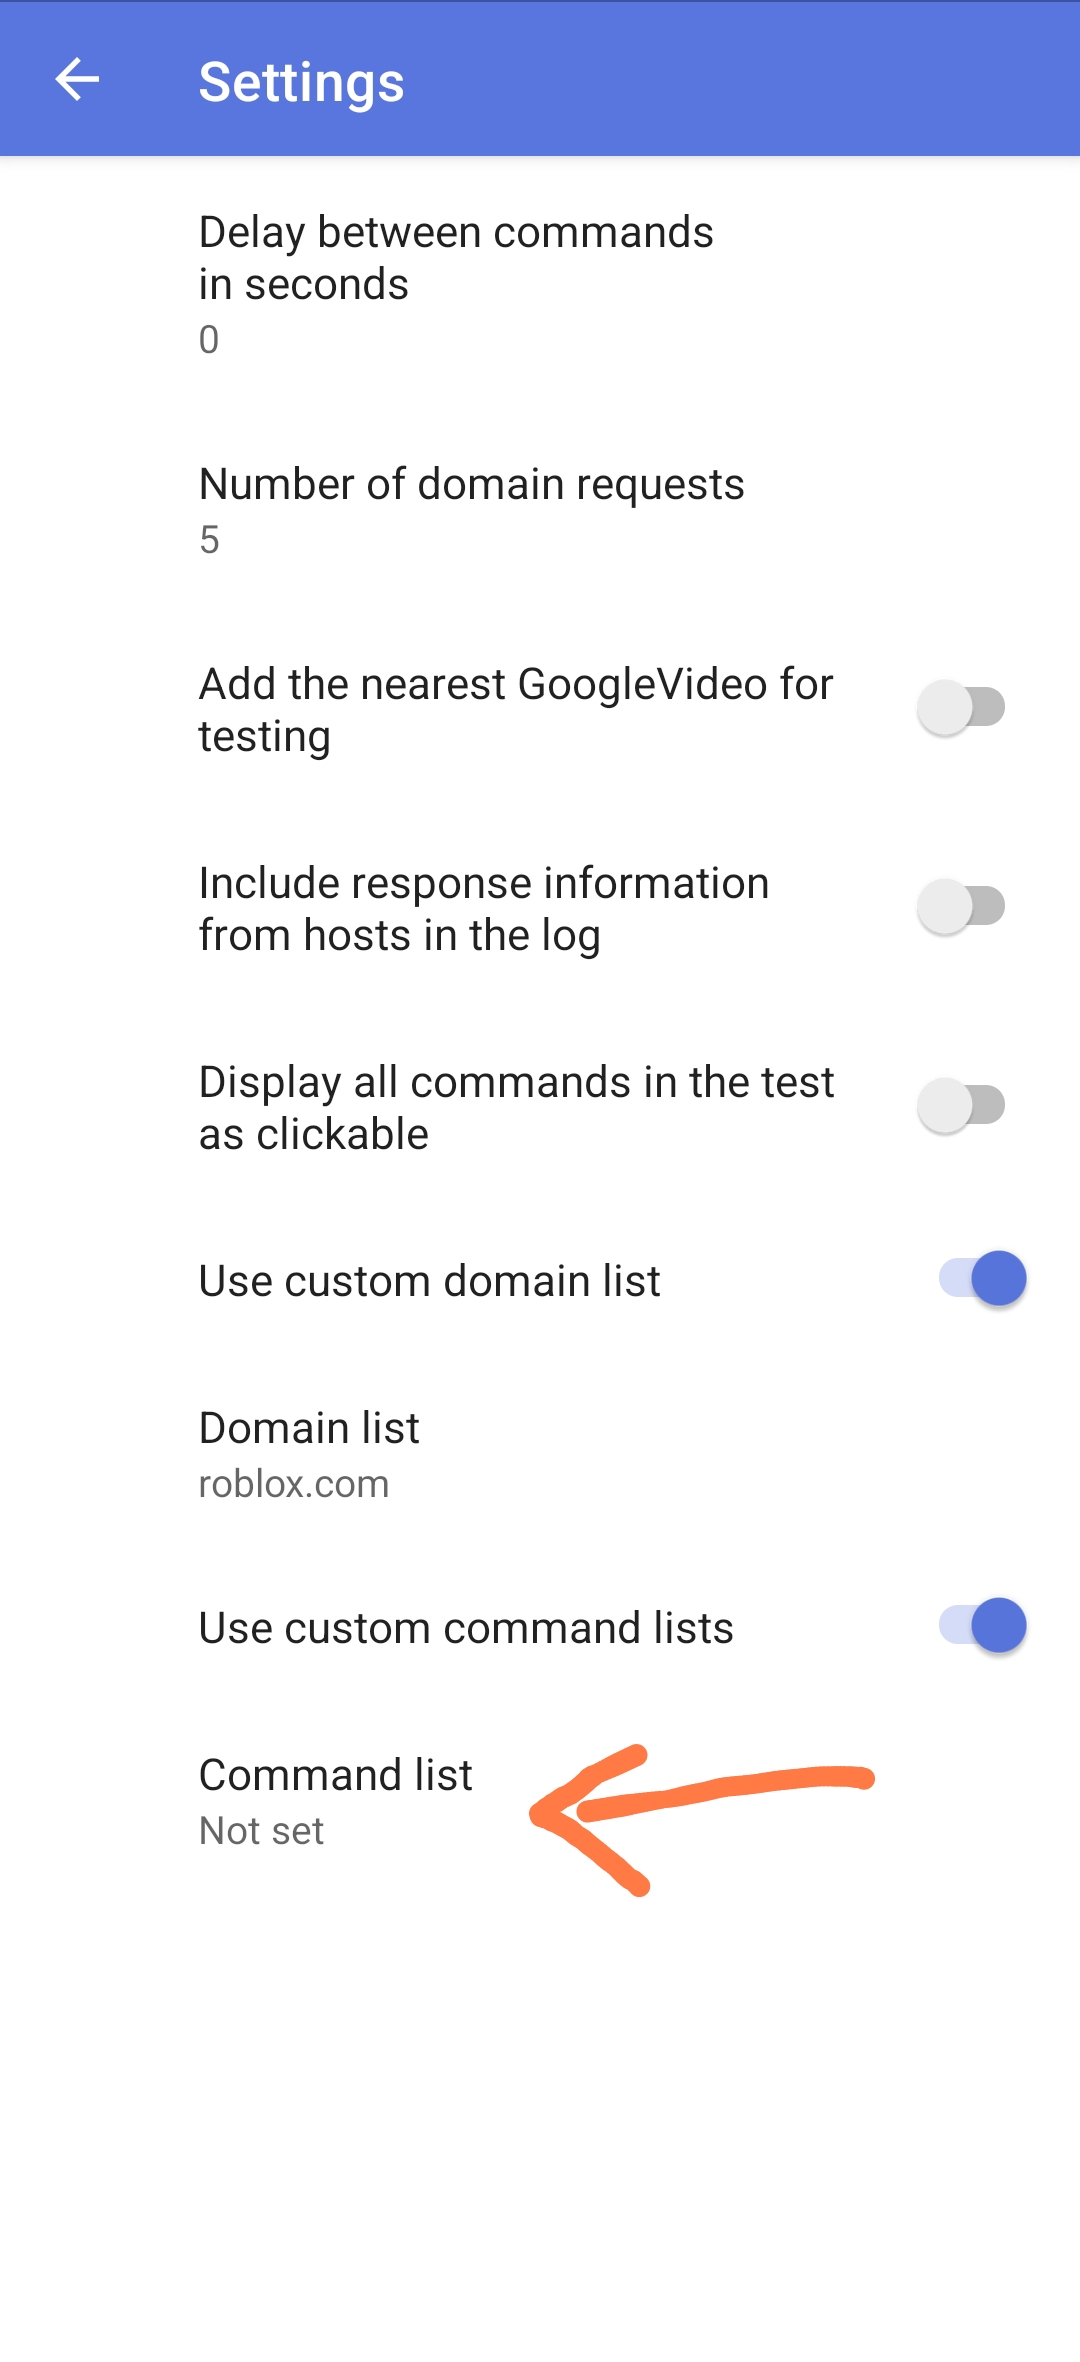 Settings
Delay between commands
in seconds
0
Number of domain requests
5
Add the nearest GoogleVideo for
testing
Include response information
from hosts in the log
Display all commands in the test
as clickable
Use custom domain list
Domain list
roblox.com
Use custom command lists
Command list
Not set